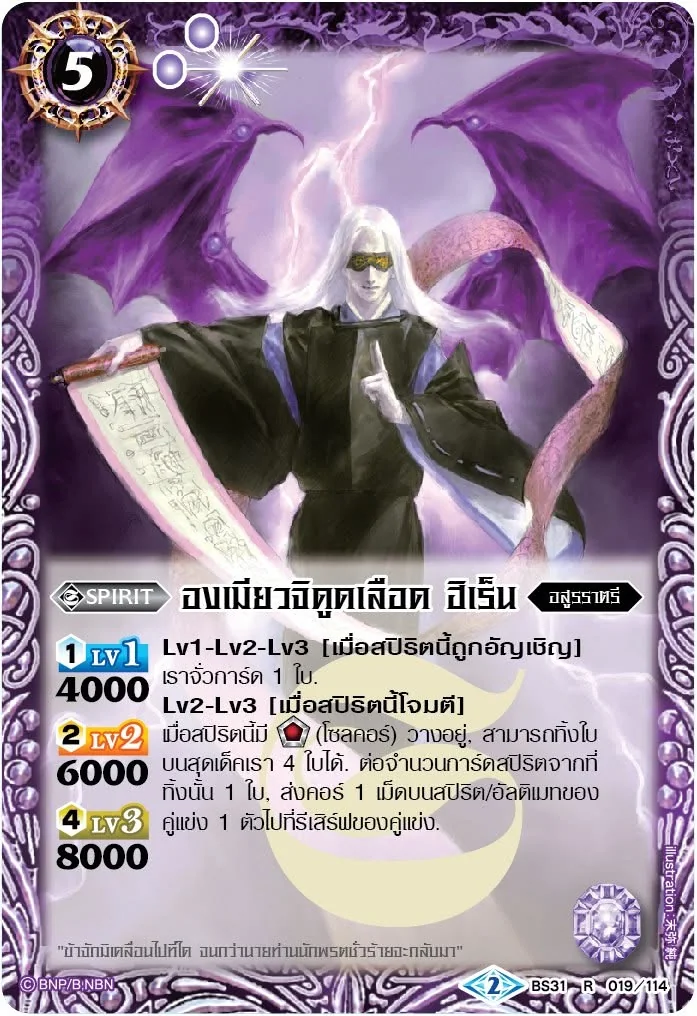 5
SPIRIT องเมียวจิดูดเลือด ฮิเร็น อสูรราตรี
1 LV1
4000
2 LV2
6000
4 LV3
8000
Lv1-Lv2-Lv3 [เมื่อสปิริตนี้ถูกอัญเชิญ]
เราจั่วการ์ด 1 ใบ.
Lv2-Lv3 [เมื่อสปิริตนี้โจมตี]
เมื่อสปิริตนี้มี (โซลคอร์) วางอยู่, สามารถทิ้งใบ
บนสุดเด็คเรา 4 ใบได้. ต่อจำนวนการ์ดสปิริตจากที่
ทิ้งนั้น 1 ใบ, ส่งคอร์ 1 เม็ดบนสปิริต/อัลติเมทของ
คู่แข่ง 1 ตัวไปที่รีเสิร์ฟของคู่แข่ง.
illustration: 末弥 純
"ข้าจักมิเคลื่อนไปที่ใด จนกว่านายท่านนักพรตชั่วร้ายจะกลับมา"
©BNP/B.NBN
2 BS31 R 019/114